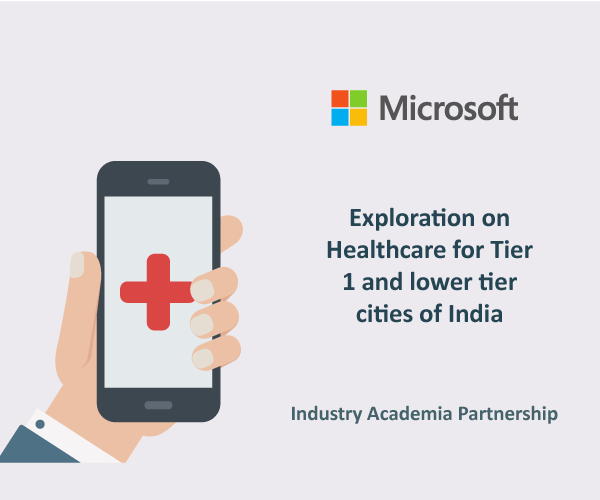 Microsoft
Exploration on
Healthcare for Tier
1 and lower tier
cities of India
Industry Academia Partnership